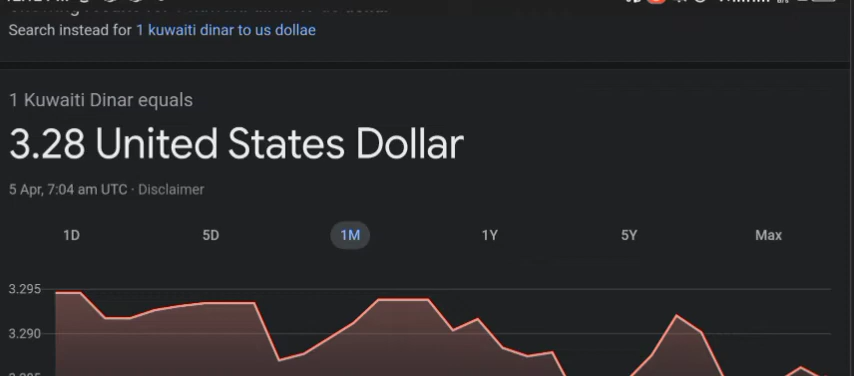 Search instead for 1 kuwaiti dinar to us dollae
1 Kuwaiti Dinar equals
3.28 United States Dollar
5 Apr, 7:04 am UTC · Disclaimer
1D 5D 1M 1Y 5Y Max
3.295
3.290